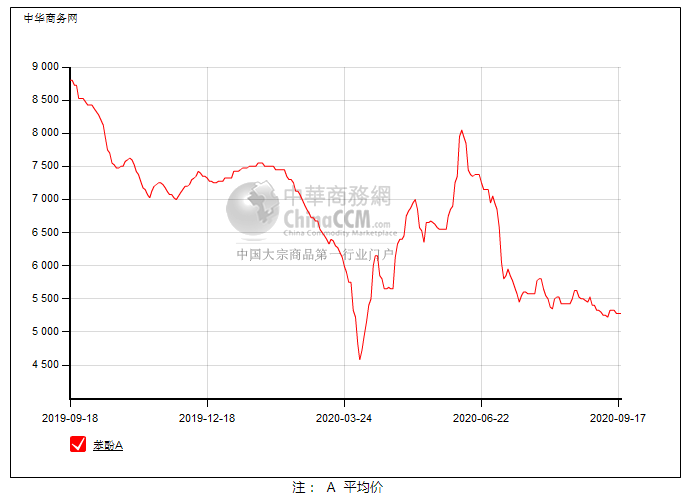 中华商务网
9 000
8 500
8 000
7 500
7 000
6 500
6 000
5 500
5 000
4 500
中華商務網
ChinaCCM.com
China Commodity Marketplace
中国大宗商品第一行业门户
2019-09-18
2019-12-18
2020-03-24
2020-06-22
2020-09-17
苯酚A
注： A 平均价